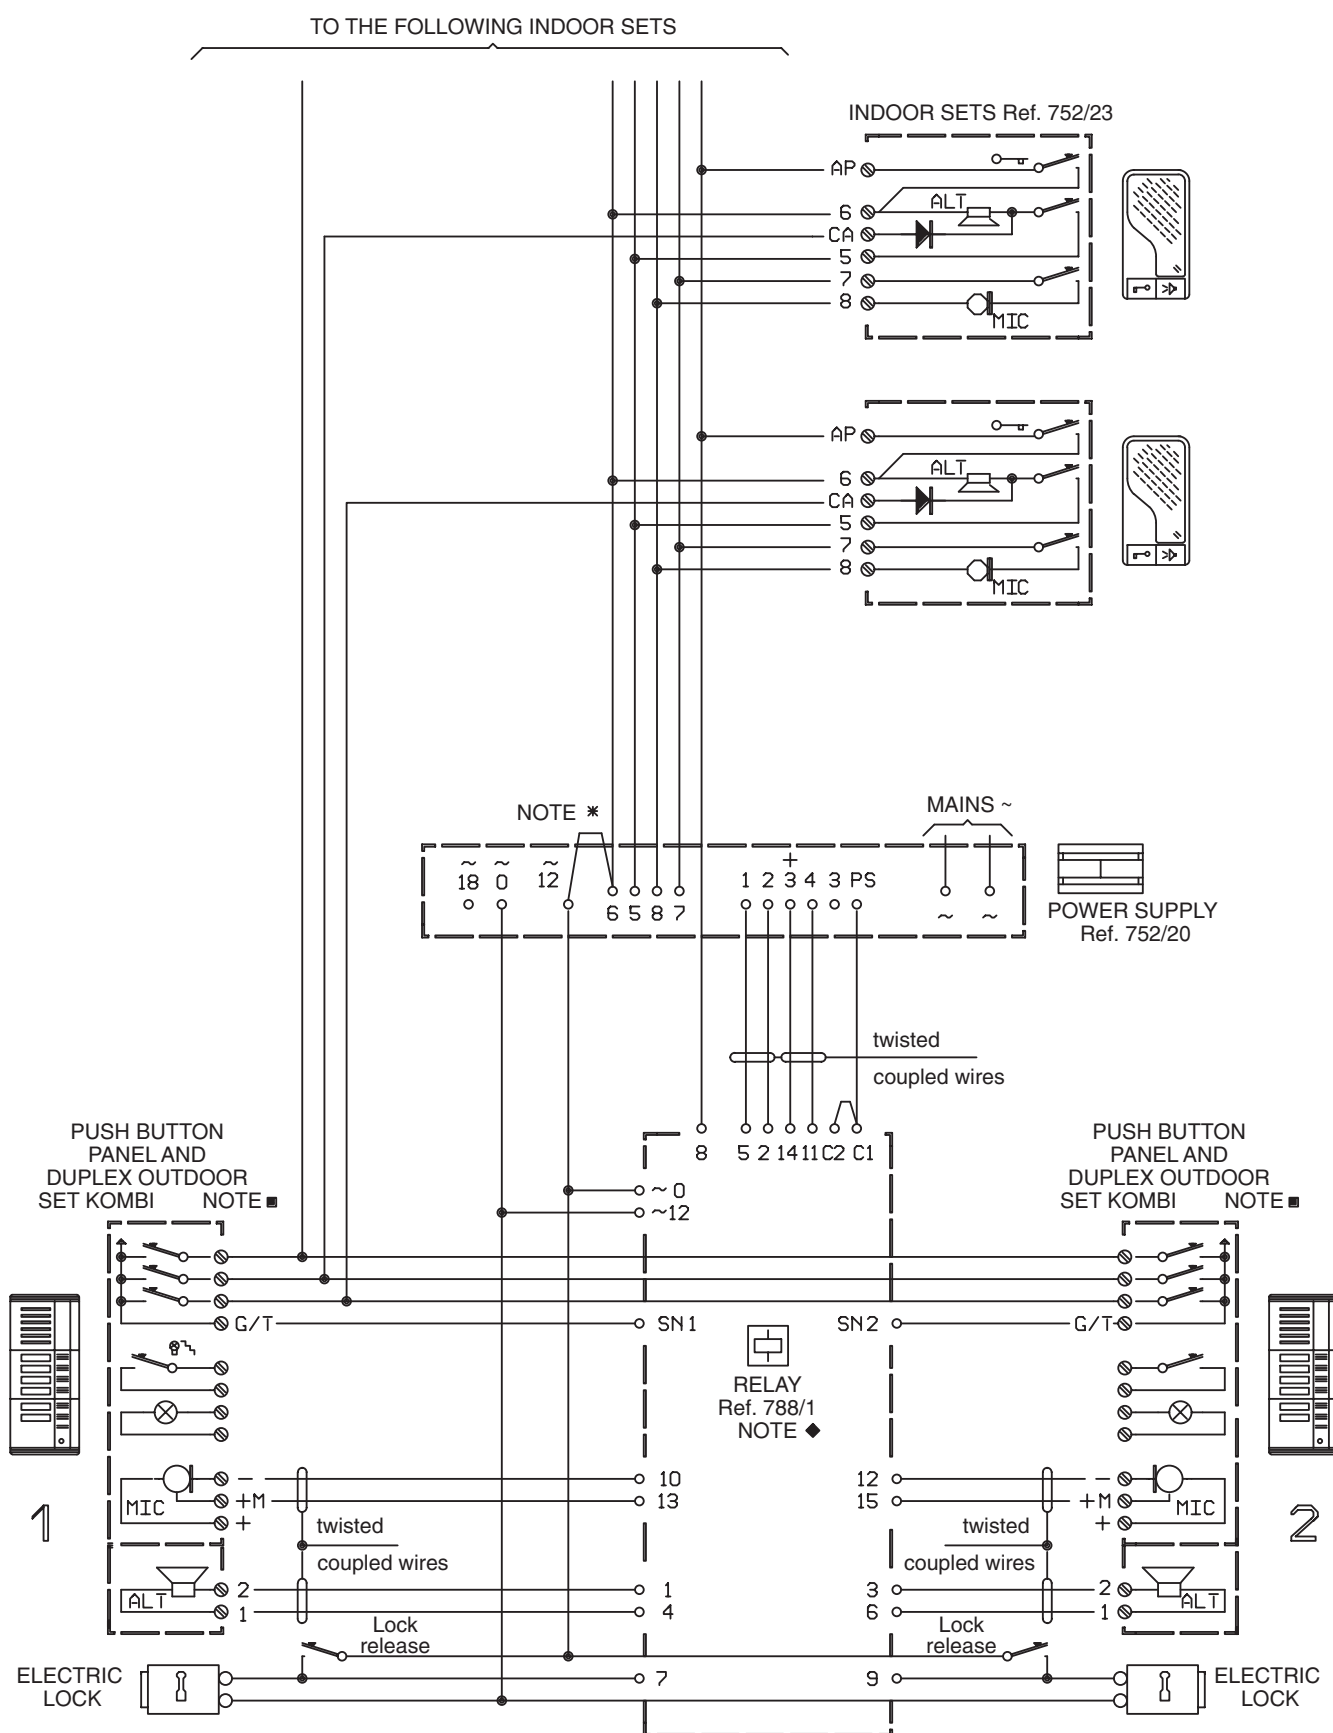 TO THE FOLLOWING INDOOR SETS
INDOOR SETS Ref. 752/23
AP
6
ALT
CA
5
7
8
MIC
AP
6
ALT
CA
5
7
8
MIC
NOTE *
MAINS ~
~ ~ ~ +
18 0 12 1 2 3 4 3 PS
6 5 8 7 ~ ~
POWER SUPPLY
Ref. 752/20
twisted
coupled wires
8 5 2 14 11 C2 C1
~ 0
~12
PUSH BUTTON
PANEL AND
DUPLEX OUTDOOR
SET KOMBI NOTE ■
PUSH BUTTON
PANEL AND
DUPLEX OUTDOOR
SET KOMBI NOTE ■
G/T SN1 SN2 G/T
RELAY
Ref. 788/1
NOTE ◆
1
MIC
–
+M
+
10
13
12
15
–
+M
+
MIC
2
twisted
coupled wires
twisted
coupled wires
ALT
2
1
1
4
3
6
2
1
ALT
Lock
release
Lock
release
ELECTRIC
LOCK
7 9
ELECTRIC
LOCK